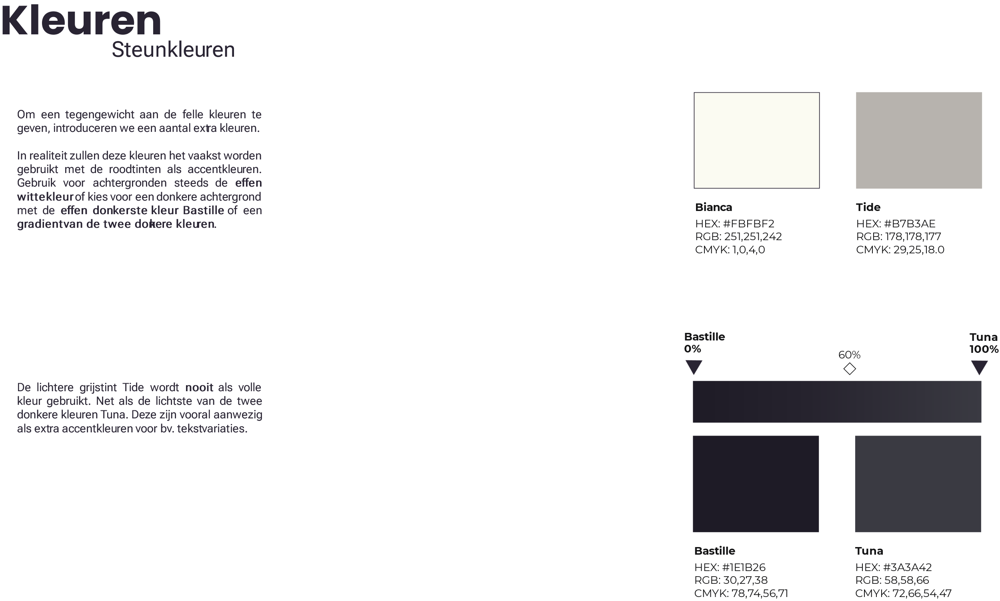 Kleuren
Steunkleuren
Om een tegengewicht aan de felle kleuren te
geven, introduceren we een aantal extra kleuren.
In realiteit zullen deze kleuren het vaakst worden
gebruikt met de roodtinten als accentkleuren.
Gebruik voor achtergronden steeds de effen
witte kleur of kies voor een donkere achtergrond
met de effen donkerste kleur Bastille of een
gradient van de twee donkere kleuren.
De lichtere grijstint Tide wordt nooit als volle
kleur gebruikt. Net als de lichtste van de twee
donkere kleuren Tuna. Deze zijn vooral aanwezig
als extra accentkleuren voor bv. tekstvariaties.
Bianca
HEX: #FBFBF2
RGB: 251,251,242
CMYK: 1,0,4,0
Tide
HEX: #B7B3AE
RGB: 178,178,177
CMYK: 29,25,18.0
Bastille
0%
60%
Tuna
100%
Bastille
HEX: #1E1B26
RGB: 30,27,38
CMYK: 78,74,56,71
Tuna
HEX: #3A3A42
RGB: 58,58,66
CMYK: 72,66,54,47